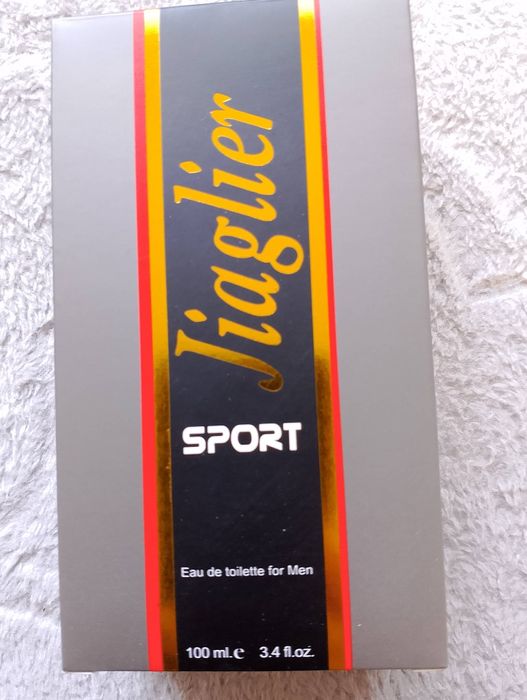 Jiaglier
SPORT
Eau de toilette for Men
100 ml.e 3.4 fl.oz.